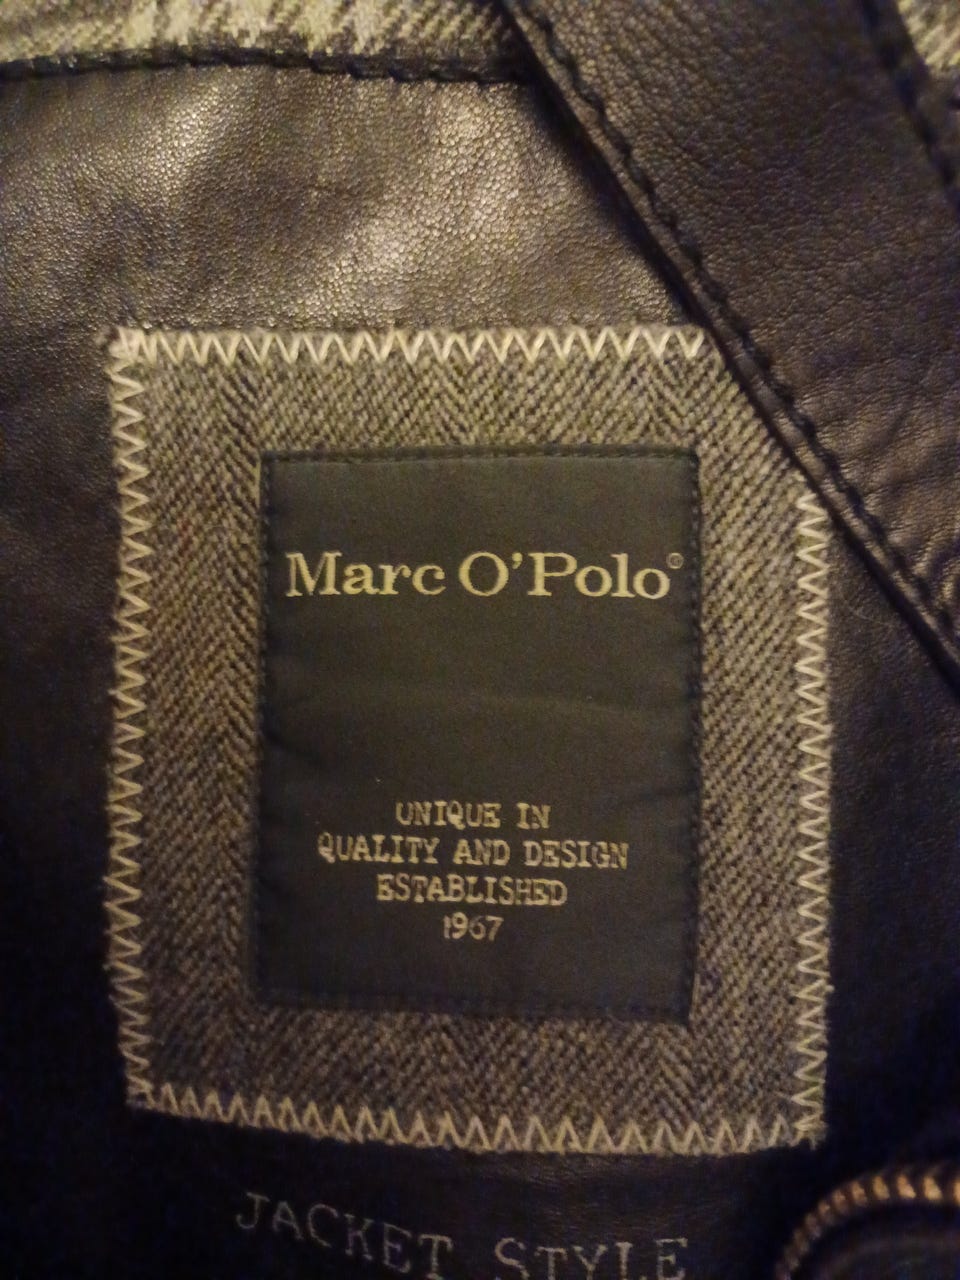 Marc O'Polo®
UNIQUE IN
QUALITY AND DESIGN
ESTABLISHED
1967
JACKET STYLE